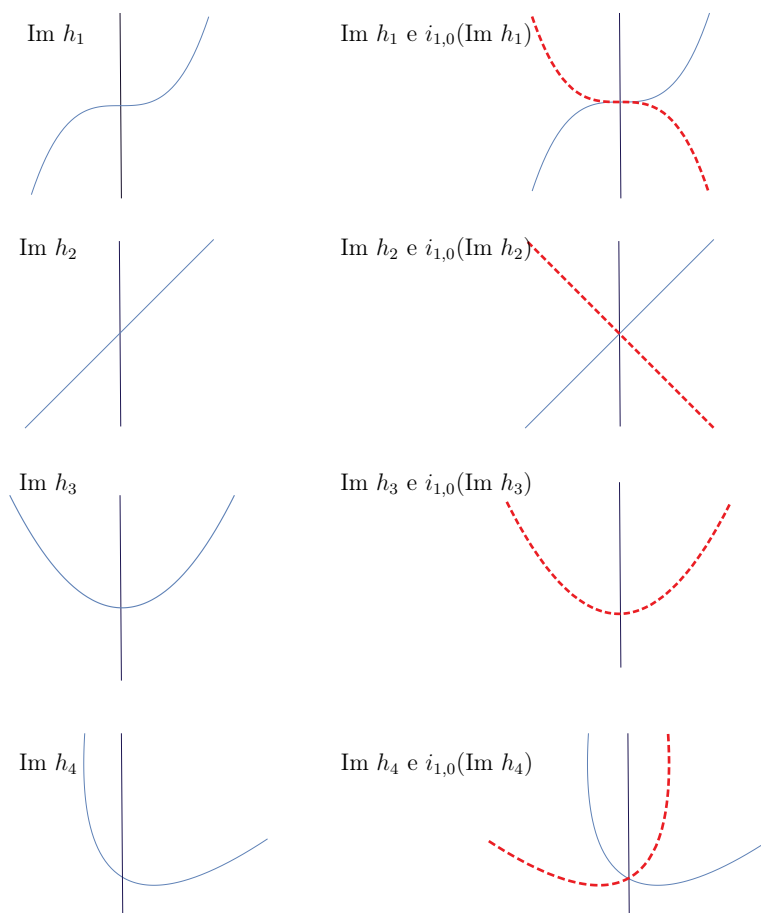 Im h₁
Im h₁ e i₁,₀(Im h₁)
Im h₂
Im h₂ e i₁,₀(Im h₂)
Im h₃
Im h₃ e i₁,₀(Im h₃)
Im h₄
Im h₄ e i₁,₀(Im h₄)